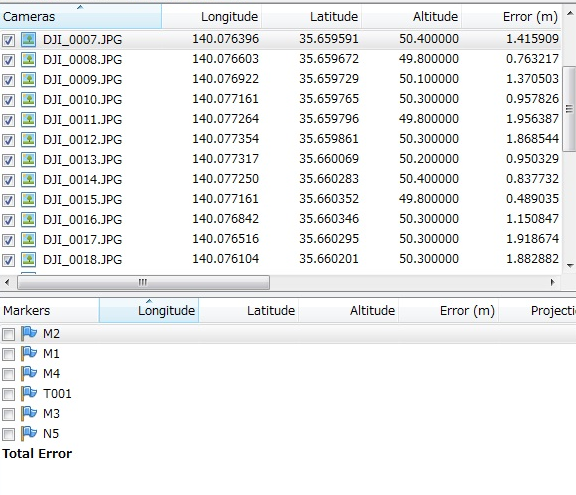 Cameras Longitude Latitude Altitude Error (m)
DJI_0007.JPG 140.076396 35.659591 50.400000 1.415909
DJI_0008.JPG 140.076603 35.659672 49.800000 0.763217
DJI_0009.JPG 140.076922 35.659729 50.100000 1.370503
DJI_0010.JPG 140.077161 35.659765 50.300000 0.957826
DJI_0011.JPG 140.077264 35.659796 49.800000 1.956387
DJI_0012.JPG 140.077354 35.659861 50.300000 1.868544
DJI_0013.JPG 140.077317 35.660069 50.200000 0.950329
DJI_0014.JPG 140.077250 35.660283 50.400000 0.837732
DJI_0015.JPG 140.077161 35.660352 49.800000 0.489035
DJI_0016.JPG 140.076842 35.660346 50.300000 1.150847
DJI_0017.JPG 140.076516 35.660295 50.300000 1.918674
DJI_0018.JPG 140.076104 35.660201 50.300000 1.882882
Markers Longitude Latitude Altitude Error (m) Projectio
M2
M1
M4
T001
M3
N5
Total Error